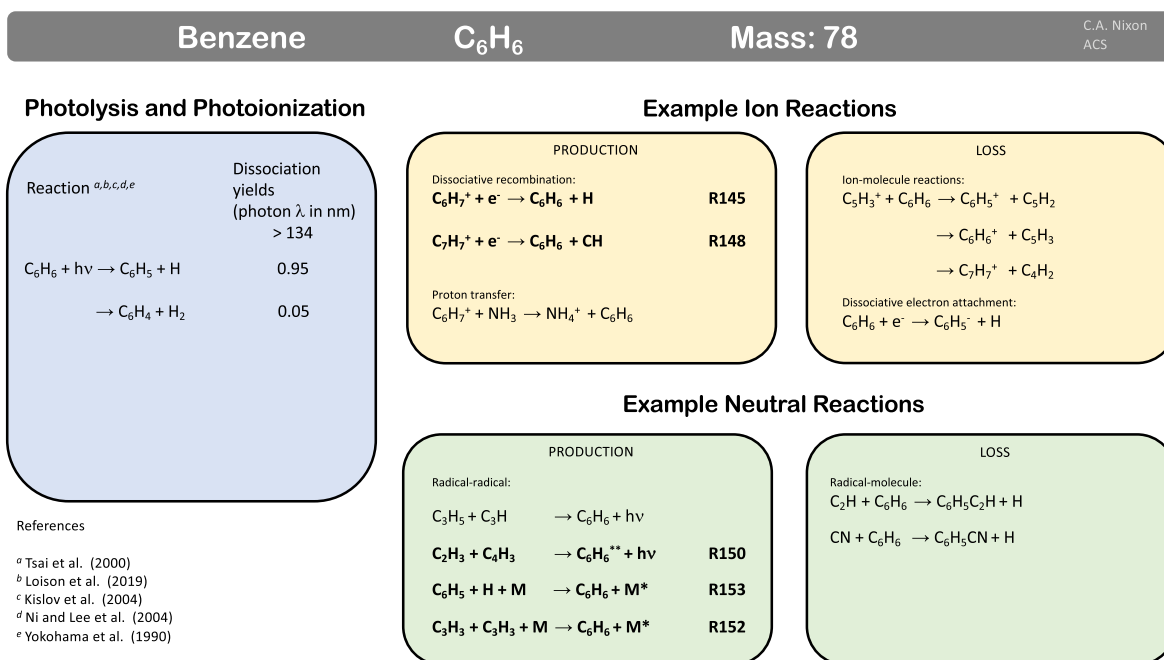 Benzene C₆H₆ Mass: 78
C.A. Nixon
ACS
Photolysis and Photoionization
Reaction ᵃ,ᵇ,ᶜ,ᵈ,ᵉ
Dissociation
yields
(photon λ in nm)
> 134
C₆H₆ + hν → C₆H₅ + H 0.95
→ C₆H₄ + H₂ 0.05
References
ᵃ Tsai et al. (2000)
ᵇ Loison et al. (2019)
ᶜ Kislov et al. (2004)
ᵈ Ni and Lee et al. (2004)
ᵉ Yokohama et al. (1990)
Example Ion Reactions
PRODUCTION
Dissociative recombination:
C₆H₇⁺ + e⁻ → C₆H₆ + H R145
C₇H₇⁺ + e⁻ → C₆H₆ + CH R148
Proton transfer:
C₆H₇⁺ + NH₃ → NH₄⁺ + C₆H₆
LOSS
Ion-molecule reactions:
C₅H₃⁺ + C₆H₆ → C₆H₅⁺ + C₅H₂
→ C₆H₆⁺ + C₅H₃
→ C₇H₇⁺ + C₄H₂
Dissociative electron attachment:
C₆H₆ + e⁻ → C₆H₅⁻ + H
Example Neutral Reactions
PRODUCTION
Radical-radical:
C₃H₅ + C₃H → C₆H₆ + hν
C₂H₃ + C₄H₃ → C₆H₆** + hν R150
C₆H₅ + H + M → C₆H₆ + M* R153
C₃H₃ + C₃H₃ + M → C₆H₆ + M* R152
LOSS
Radical-molecule:
C₂H + C₆H₆ → C₆H₅C₂H + H
CN + C₆H₆ → C₆H₅CN + H